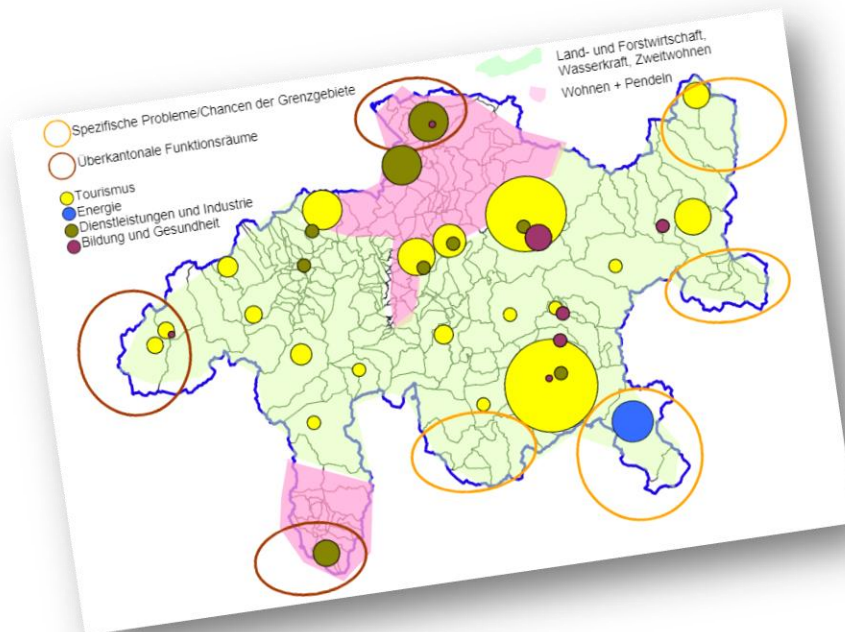 Spezifische Probleme/Chancen der Grenzgebiete
Überkantonale Funktionsräume
Tourismus
Energie
Dienstleistungen und Industrie
Bildung und Gesundheit
Land- und Forstwirtschaft,
Wasserkraft, Zweitwohnen
Wohnen + Pendeln